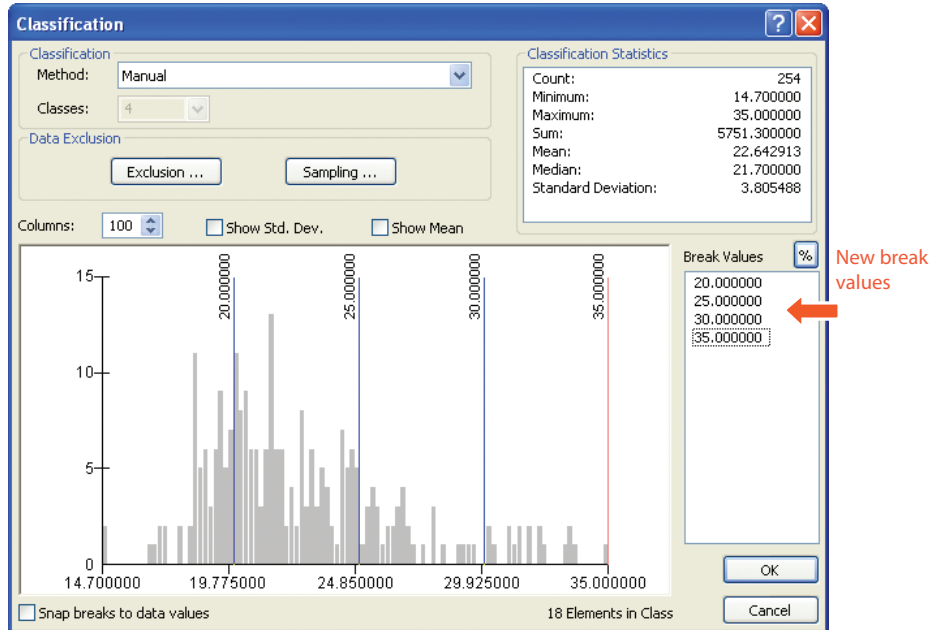 Classification
Classification
Method: Manual
Classes: 4
Data Exclusion
Exclusion ...
Sampling ...
Classification Statistics
Count: 254
Minimum: 14.700000
Maximum: 35.000000
Sum: 5751.300000
Mean: 22.642913
Median: 21.700000
Standard Deviation: 3.805488
Columns: 100
Show Std. Dev.
Show Mean
Break Values
%
20.000000
25.000000
30.000000
35.000000
New break
values
20.000000
25.000000
30.000000
35.000000
15
10
5
0
14.700000 19.775000 24.850000 29.925000 35.000000
Snap breaks to data values
18 Elements in Class
OK
Cancel